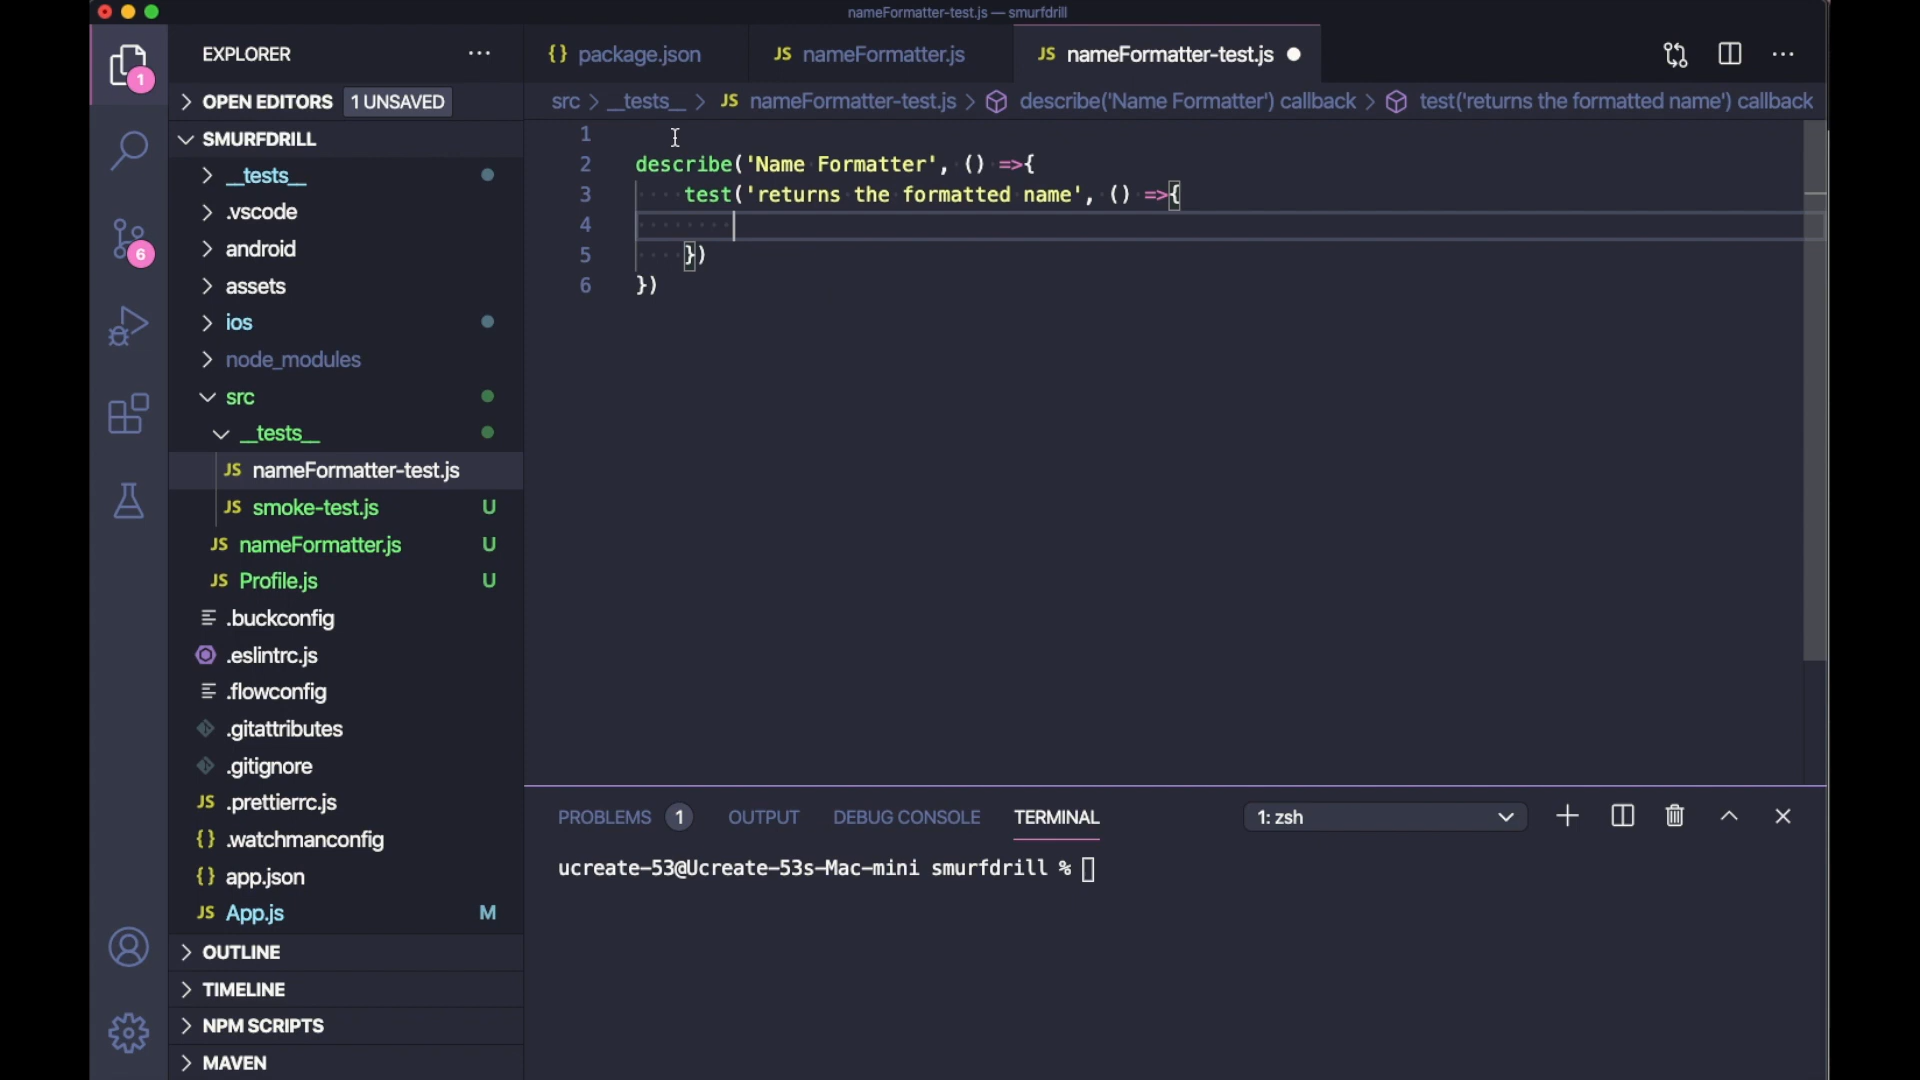 nameFormatter-test.js — smurfdrill
1
6
EXPLORER
OPEN EDITORS 1 UNSAVED
SMURFDRILL
__tests__
.vscode
android
assets
ios
node_modules
src
__tests__
JS nameFormatter-test.js
JS smoke-test.js U
JS nameFormatter.js U
JS Profile.js U
.buckconfig
.eslintrc.js
.flowconfig
.gitattributes
.gitignore
JS .prettierrc.js
{} .watchmanconfig
{} app.json
JS App.js M
OUTLINE
TIMELINE
NPM SCRIPTS
MAVEN
{} package.json JS nameFormatter.js JS nameFormatter-test.js
src > __tests__ > JS nameFormatter-test.js > describe('Name Formatter') callback > test('returns the formatted name') callback
1
2 describe('Name Formatter', () =>{
3 test('returns the formatted name', () =>{
4
5 })
6 })
PROBLEMS 1 OUTPUT DEBUG CONSOLE TERMINAL 1: zsh
ucreate-53@Ucreate-53s-Mac-mini smurfdrill %